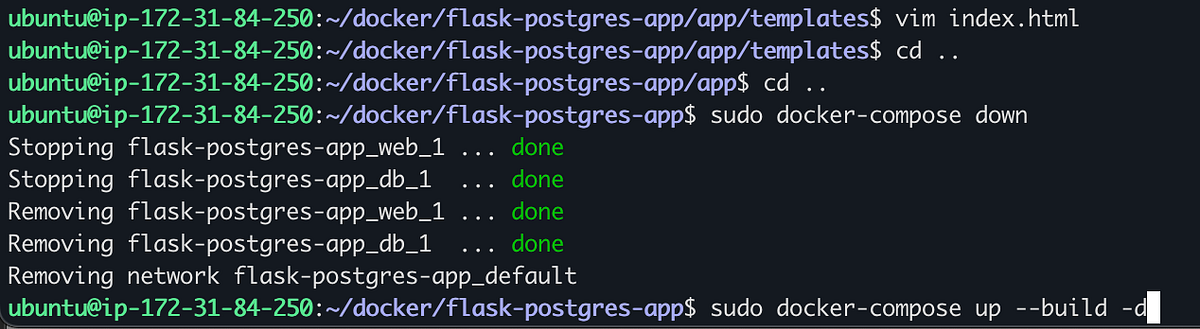 ubuntu@ip-172-31-84-250:~/docker/flask-postgres-app/app/templates$ vim index.html
ubuntu@ip-172-31-84-250:~/docker/flask-postgres-app/app/templates$ cd ..
ubuntu@ip-172-31-84-250:~/docker/flask-postgres-app/app$ cd ..
ubuntu@ip-172-31-84-250:~/docker/flask-postgres-app$ sudo docker-compose down
Stopping flask-postgres-app_web_1 ... done
Stopping flask-postgres-app_db_1  ... done
Removing flask-postgres-app_web_1 ... done
Removing flask-postgres-app_db_1  ... done
Removing network flask-postgres-app_default
ubuntu@ip-172-31-84-250:~/docker/flask-postgres-app$ sudo docker-compose up --build -d